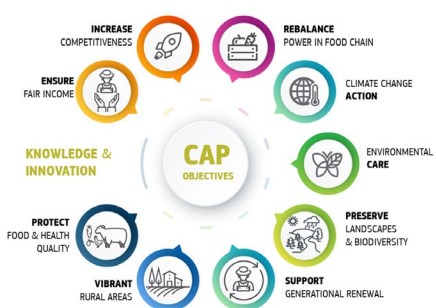 INCREASE
COMPETITIVENESS
REBALANCE
POWER IN FOOD CHAIN
ENSURE
FAIR INCOME
CLIMATE CHANGE
ACTION
KNOWLEDGE &
INNOVATION
CAP
OBJECTIVES
ENVIRONMENTAL
CARE
PROTECT
FOOD & HEALTH
QUALITY
PRESERVE
LANDSCAPES
& BIODIVERSITY
VIBRANT
RURAL AREAS
SUPPORT
GENERATIONAL RENEWAL